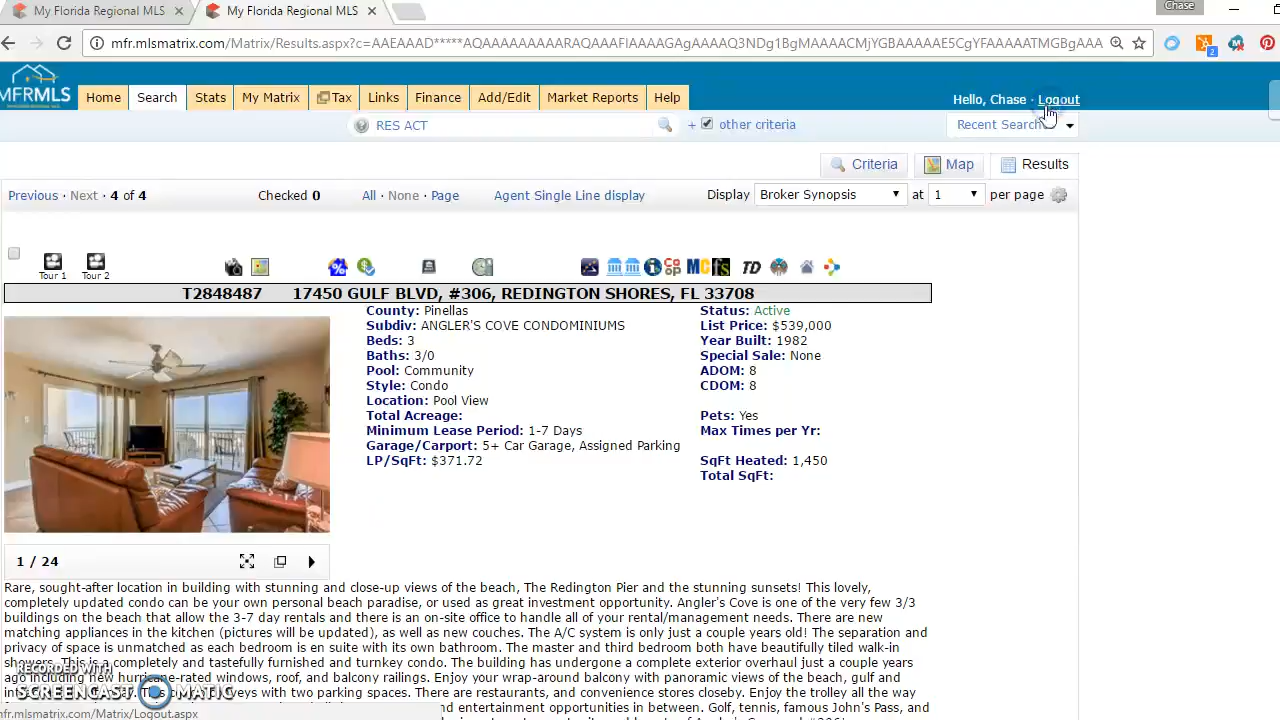 My Florida Regional MLS × My Florida Regional MLS × Chase
mfr.mlsmatrix.com/Matrix/Results.aspx?c=AAEAAAD*****AQAAAAAAAAARAQAAAFIAAAAGAgAAAAQ3NDg1BgMAAAACMjYGBAAAAAE5CgYFAAAAATMGBgAAA 2
MFRMLS Home Search Stats My Matrix Tax Links Finance Add/Edit Market Reports Help Hello, Chase · Logout
RES ACT + other criteria Recent Search
Criteria Map Results
Previous · Next · 4 of 4 Checked 0 All · None · Page Agent Single Line display Display Broker Synopsis at 1 per page
Tour 1 Tour 2 TD
T2848487 17450 GULF BLVD, #306, REDINGTON SHORES, FL 33708
County: Pinellas Status: Active
Subdiv: ANGLER'S COVE CONDOMINIUMS List Price: $539,000
Beds: 3 Year Built: 1982
Baths: 3/0 Special Sale: None
Pool: Community ADOM: 8
Style: Condo CDOM: 8
Location: Pool View
Total Acreage: Pets: Yes
Minimum Lease Period: 1-7 Days Max Times per Yr:
Garage/Carport: 5+ Car Garage, Assigned Parking
LP/SqFt: $371.72 SqFt Heated: 1,450
Total SqFt:
1 / 24
Rare, sought-after location in building with stunning and close-up views of the beach, The Redington Pier and the stunning sunsets! This lovely,
completely updated condo can be your own personal beach paradise, or used as great investment opportunity. Angler's Cove is one of the very few 3/3
buildings on the beach that allow the 3-7 day rentals and there is an on-site office to handle all of your rental/management needs. There are new
matching appliances in the kitchen (pictures will be updated), as well as new couches. The A/C system is only just a couple years old! The separation and
privacy of space is unmatched as each bedroom is en suite with its own bathroom. The master and third bedroom both have beautifully tiled walk-in
This is a completely and tastefully furnished and turnkey condo. The building has undergone a complete exterior overhaul just a couple years
ago including new hurricane-rated windows, roof, and balcony railings. Enjoy your wrap-around balcony with panoramic views of the beach, gulf and
with two parking spaces. There are restaurants, and convenience stores closeby. Enjoy the trolley all the way
nd entertainment opportunities in between. Golf, tennis, famous John's Pass, and
RECORDED WITH
SCREENCAST MATIC
mfr.mlsmatrix.com/Matrix/Logout.aspx